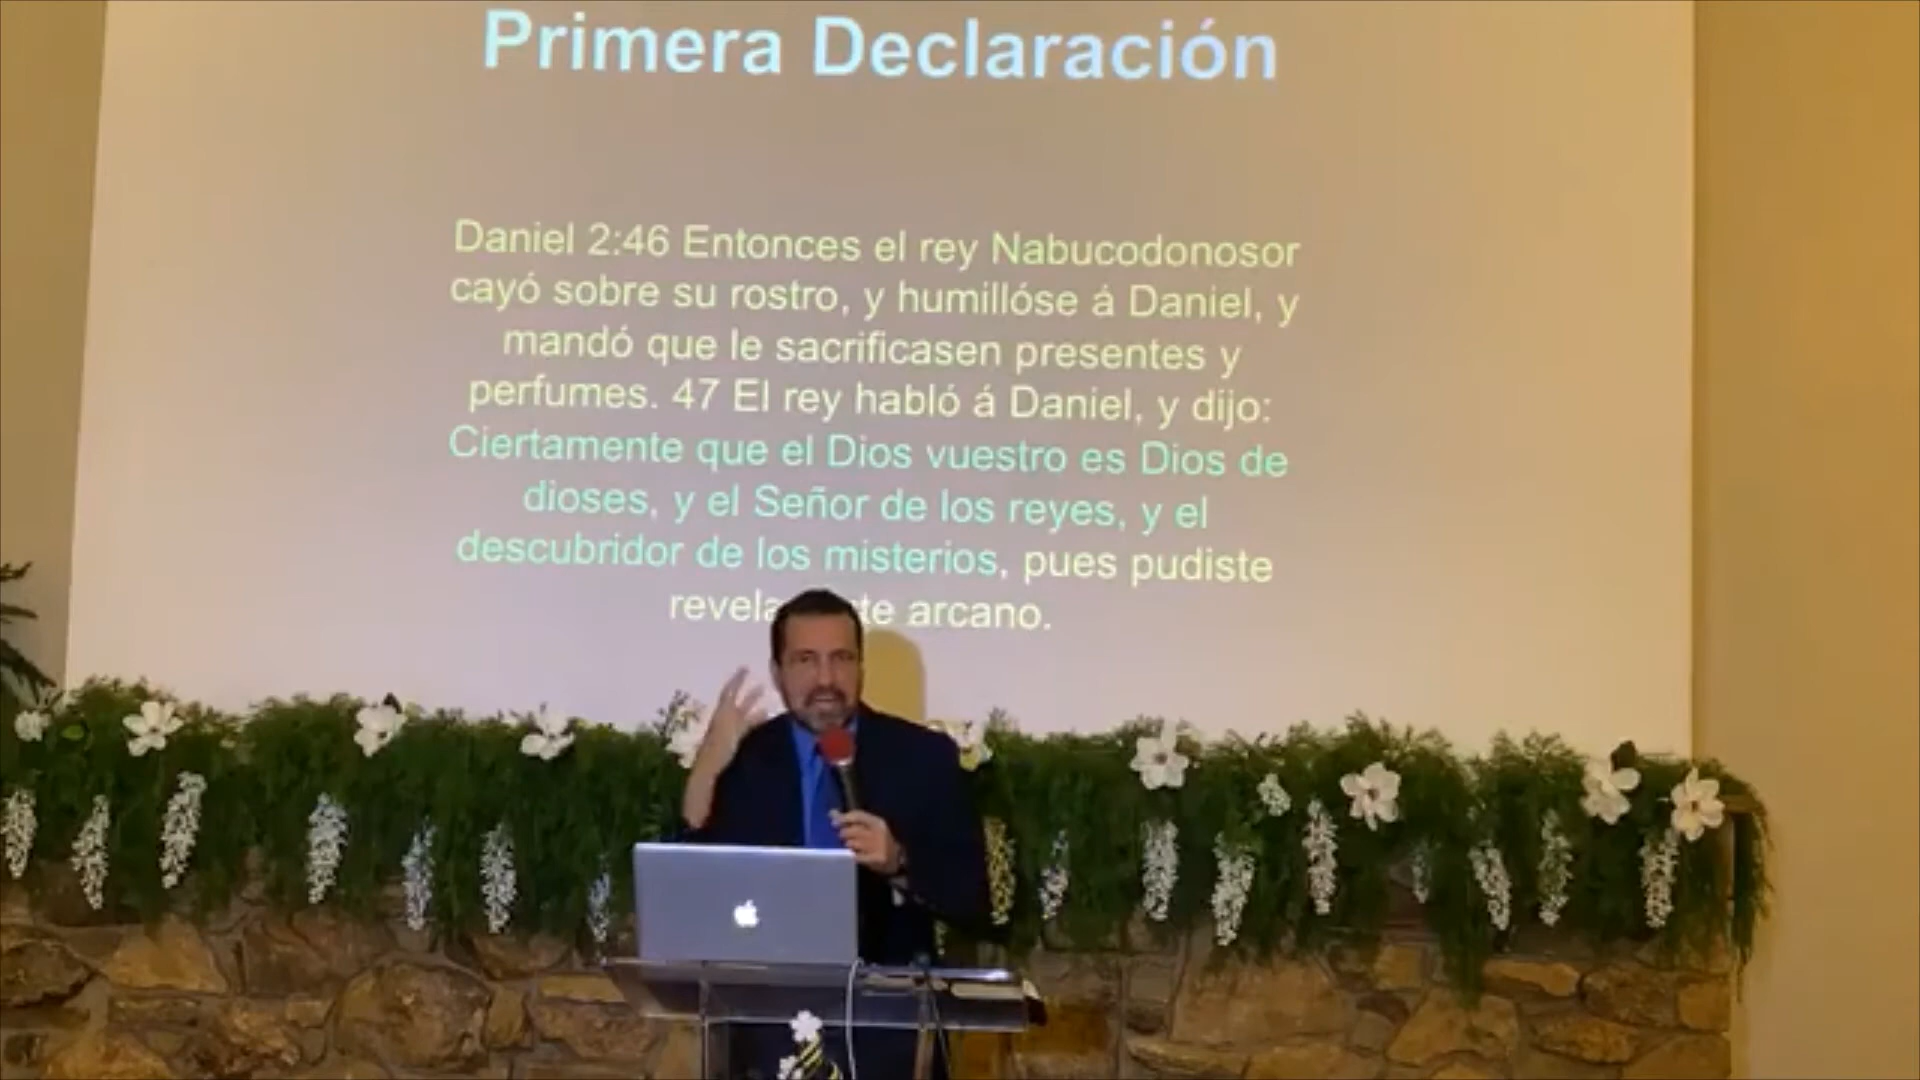 Primera Declaración
Daniel 2:46 Entonces el rey Nabucodonosor
cayó sobre su rostro, y humillóse á Daniel, y
mandó que le sacrificasen presentes y
perfumes. 47 El rey habló á Daniel, y dijo:
Ciertamente que el Dios vuestro es Dios de
dioses, y el Señor de los reyes, y el
descubridor de los misterios, pues pudiste
arcano.